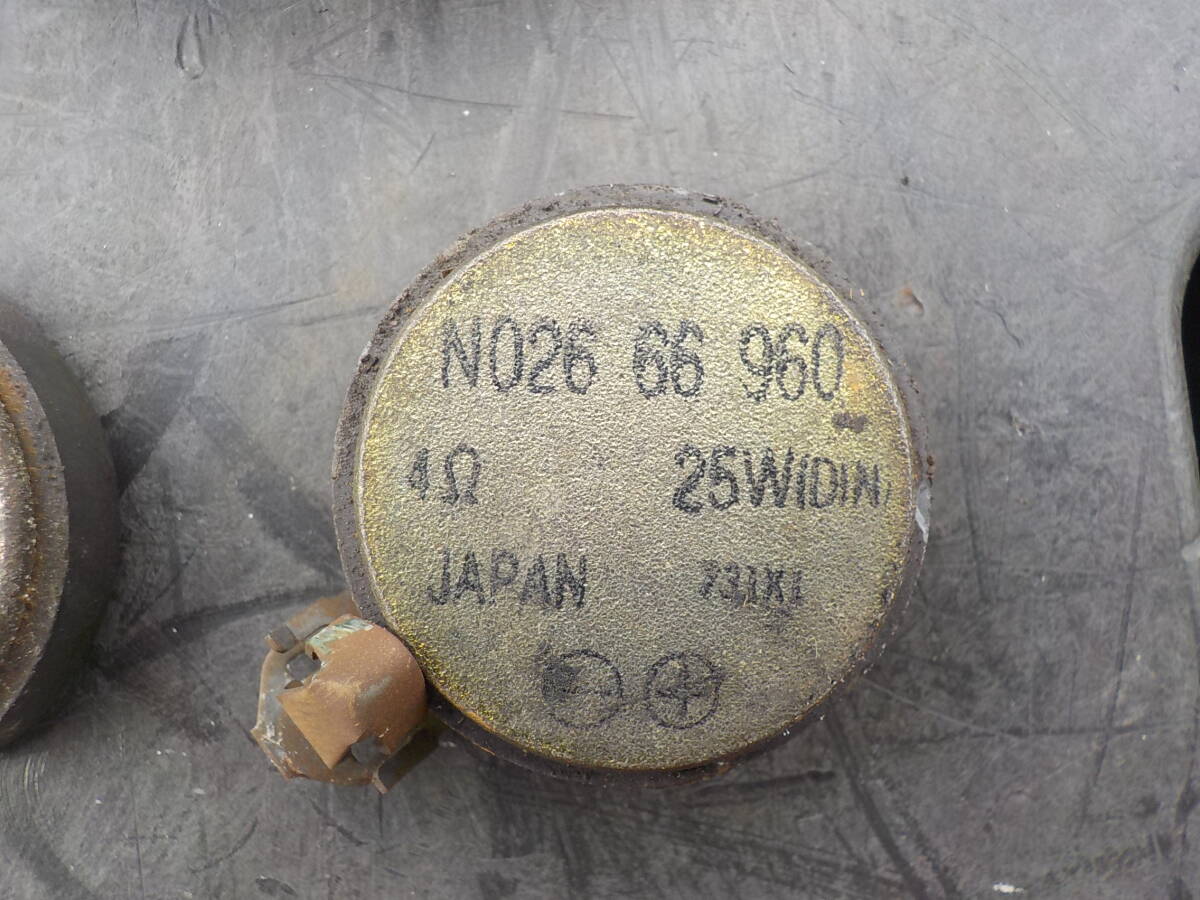 N026 66 960
4Ω 25W(DIN)
JAPAN 731X1
⊖ ⊕